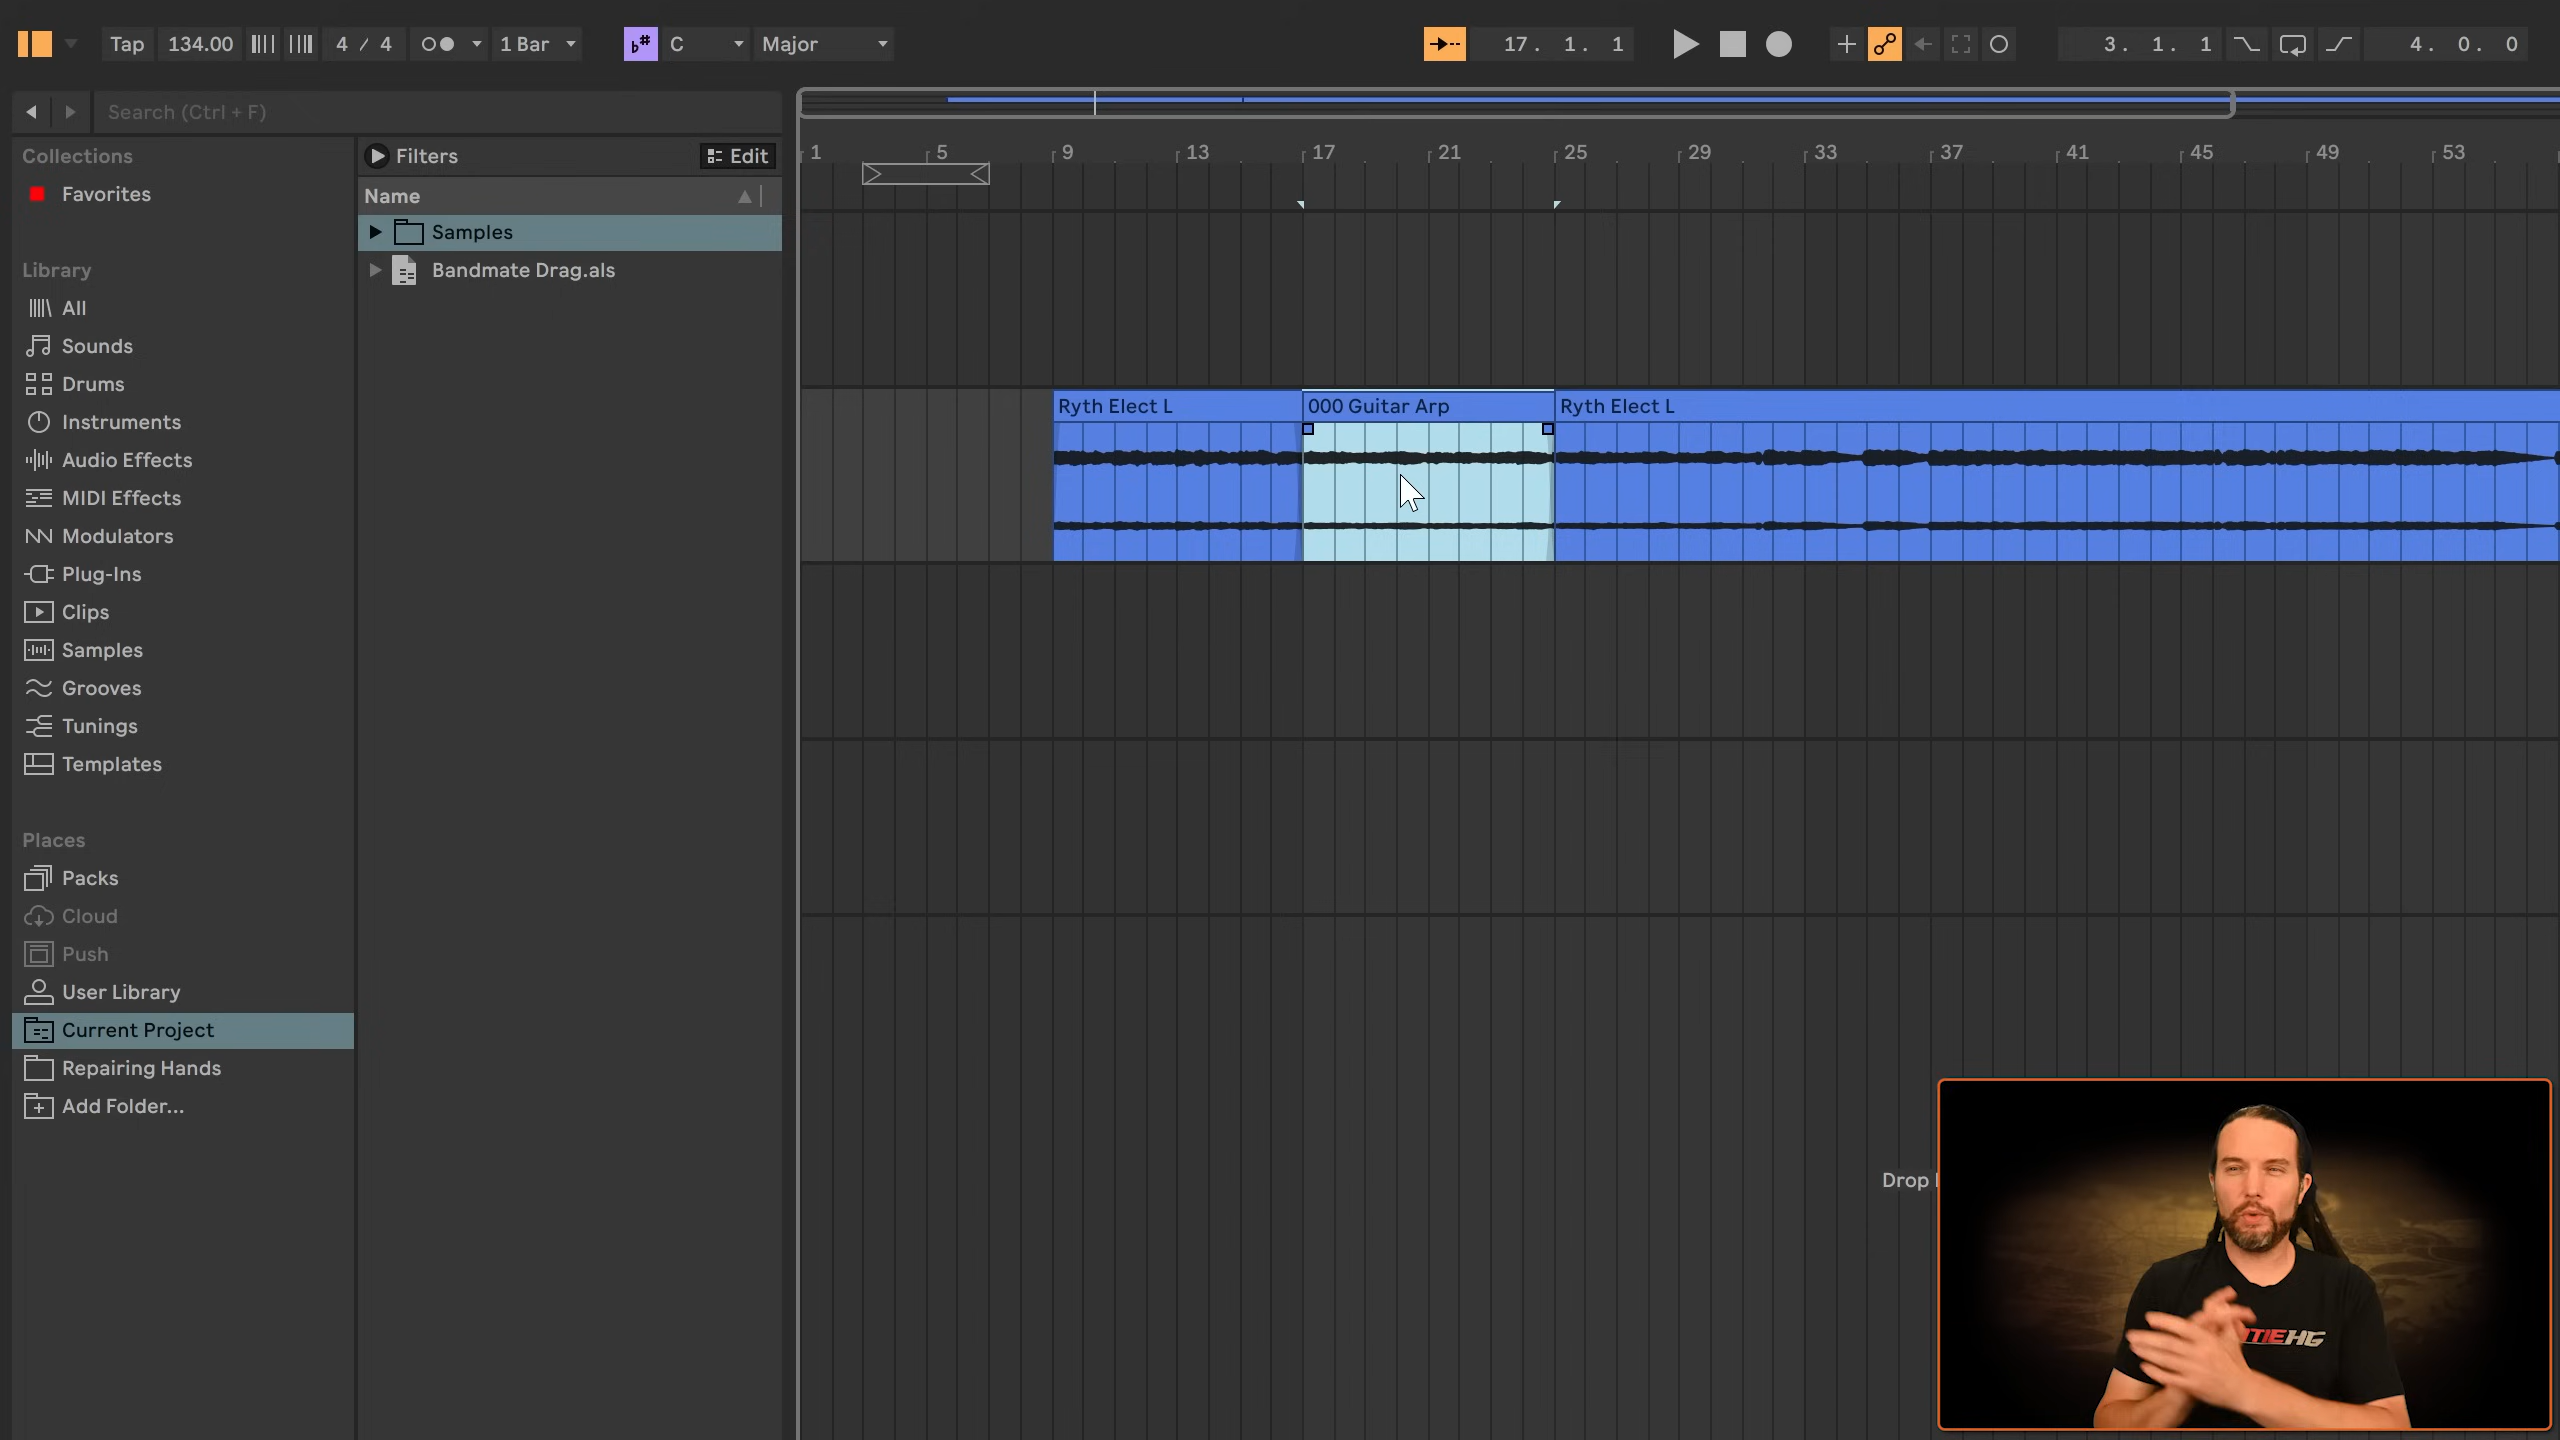 Tap 134.00 4 / 4 1 Bar C Major 17. 1. 1 3. 1. 1 4. 0. 0
Search (Ctrl + F)
Collections
Favorites
Library
All
Sounds
Drums
Instruments
Audio Effects
MIDI Effects
Modulators
Plug-Ins
Clips
Samples
Grooves
Tunings
Templates
Places
Packs
Cloud
Push
User Library
Current Project
Repairing Hands
Add Folder...
Filters Edit
Name
Samples
Bandmate Drag.als
1 5 9 13 17 21 25 29 33 37 41 45 49 53
Ryth Elect L 000 Guitar Arp Ryth Elect L
Drop